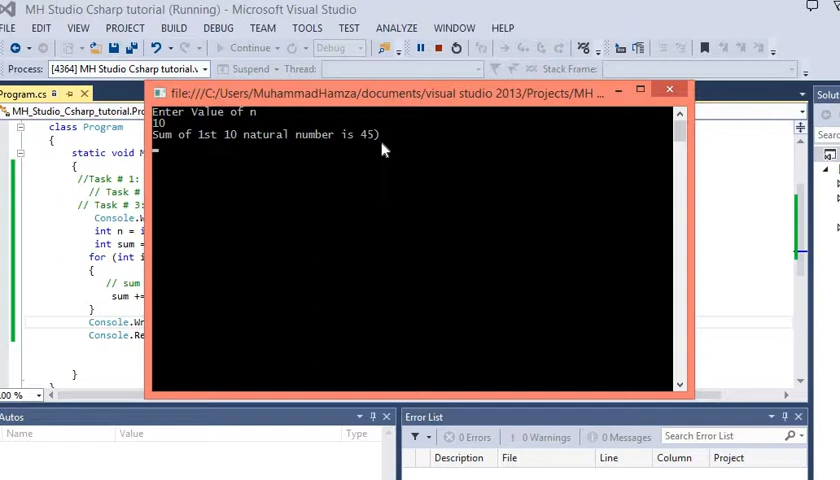 MH Studio Csharp tutorial (Running) - Microsoft Visual Studio
FILE EDIT VIEW PROJECT BUILD DEBUG TEAM TOOLS TEST ANALYZE WINDOW HELP
Continue Debug
Process: [4364] MH Studio Csharp tutorial. Suspend Thread: Stack Frame:
Program.cs
file:///C:/Users/MuhammadHamza/documents/visual studio 2013/Projects/MH ...
Solut
MH_Studio_Csharp_tutorial.Pro
Enter Value of n
class Program
10
{
Sum of 1st 10 natural number is 45)
static void M
{
//Task # 1:
// Task #
// Task # 3:
Console.W
int n = i
int sum =
for (int i
{
// sum
sum +=
}
Console.Wr
Console.Re
}
00 %
Autos
Name Value Type
Error List
0 Errors 0 Warnings 0 Messages Search Error List
Description File Line Column Project